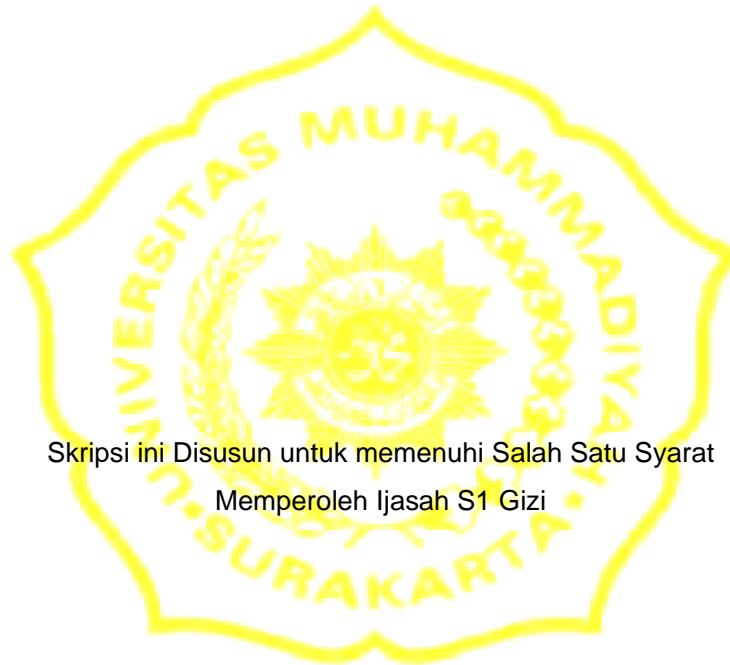 UNIVERSITAS MUHAMMADIYAH
Skripsi ini Disusun untuk memenuhi Salah Satu Syarat
Memperoleh Ijasah S1 Gizi
SURAKARTA